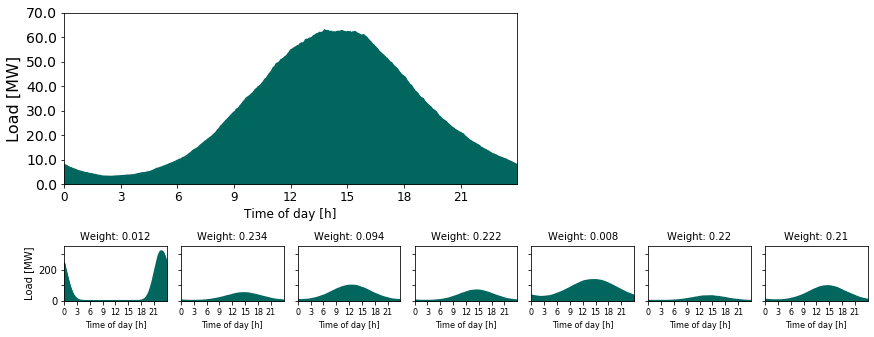 70.0
60.0
50.0
40.0
30.0
20.0
10.0
0.0
Load [MW]
0 3 6 9 12 15 18 21
Time of day [h]
Weight: 0.012 Weight: 0.234 Weight: 0.094 Weight: 0.222 Weight: 0.008 Weight: 0.22 Weight: 0.21
Load [MW]
200
0
0 3 6 9 12 15 18 21 0 3 6 9 12 15 18 21 0 3 6 9 12 15 18 21 0 3 6 9 12 15 18 21 0 3 6 9 12 15 18 21 0 3 6 9 12 15 18 21 0 3 6 9 12 15 18 21
Time of day [h] Time of day [h] Time of day [h] Time of day [h] Time of day [h] Time of day [h] Time of day [h]